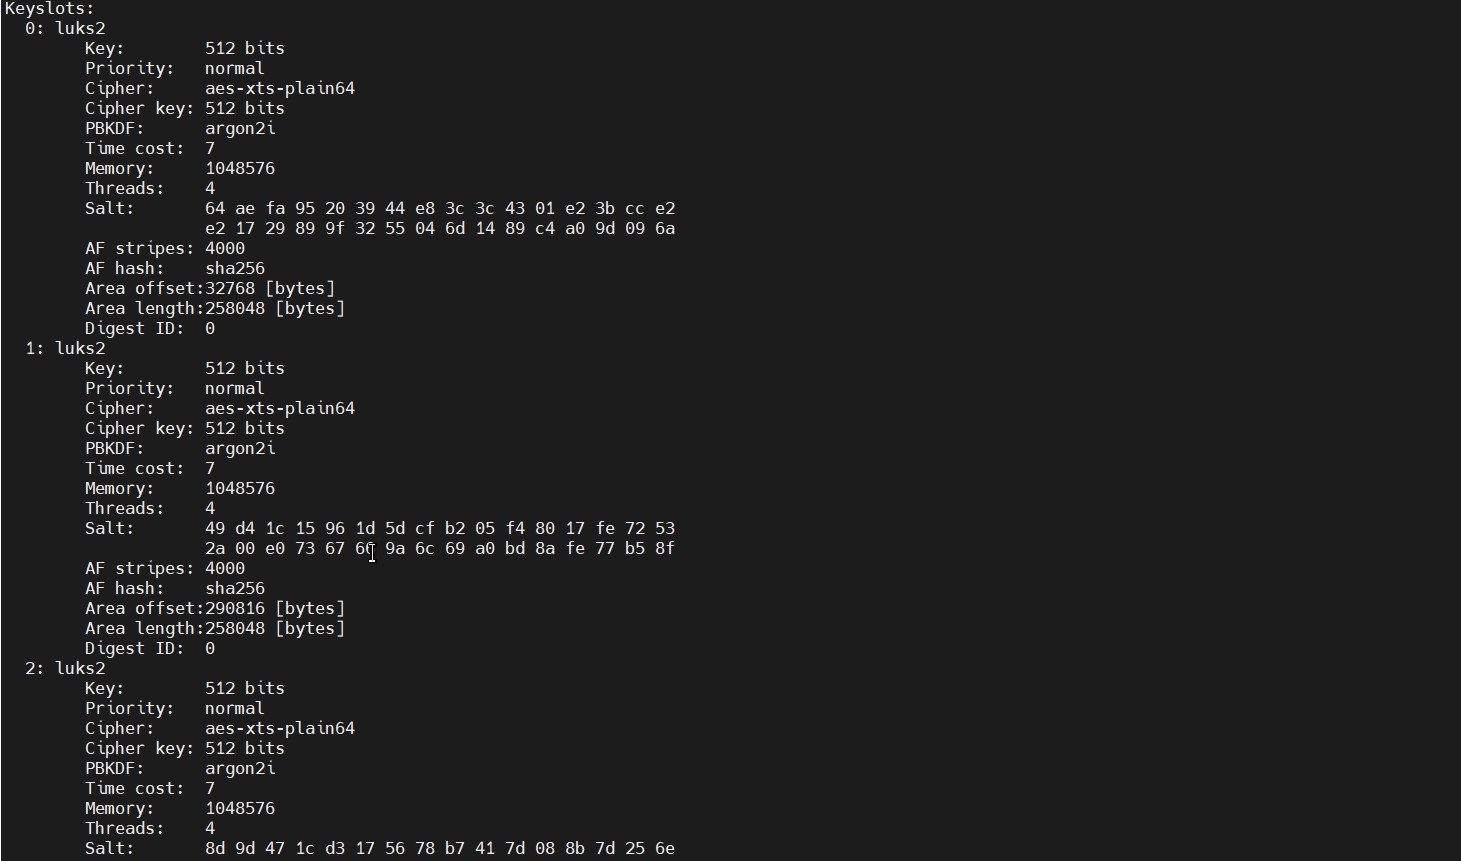 Keyslots:
  0: luks2
        Key:        512 bits
        Priority:   normal
        Cipher:     aes-xts-plain64
        Cipher key: 512 bits
        PBKDF:      argon2i
        Time cost:  7
        Memory:     1048576
        Threads:    4
        Salt:       64 ae fa 95 20 39 44 e8 3c 3c 43 01 e2 3b cc e2
                    e2 17 29 89 9f 32 55 04 6d 14 89 c4 a0 9d 09 6a
        AF stripes: 4000
        AF hash:    sha256
        Area offset:32768 [bytes]
        Area length:258048 [bytes]
        Digest ID:  0
  1: luks2
        Key:        512 bits
        Priority:   normal
        Cipher:     aes-xts-plain64
        Cipher key: 512 bits
        PBKDF:      argon2i
        Time cost:  7
        Memory:     1048576
        Threads:    4
        Salt:       49 d4 1c 15 96 1d 5d cf b2 05 f4 80 17 fe 72 53
                    2a 00 e0 73 67 9a 6c 69 a0 bd 8a fe 77 b5 8f
        AF stripes: 4000
        AF hash:    sha256
        Area offset:290816 [bytes]
        Area length:258048 [bytes]
        Digest ID:  0
  2: luks2
        Key:        512 bits
        Priority:   normal
        Cipher:     aes-xts-plain64
        Cipher key: 512 bits
        PBKDF:      argon2i
        Time cost:  7
        Memory:     1048576
        Threads:    4
        Salt:       8d 9d 47 1c d3 17 56 78 b7 41 7d 08 8b 7d 25 6e